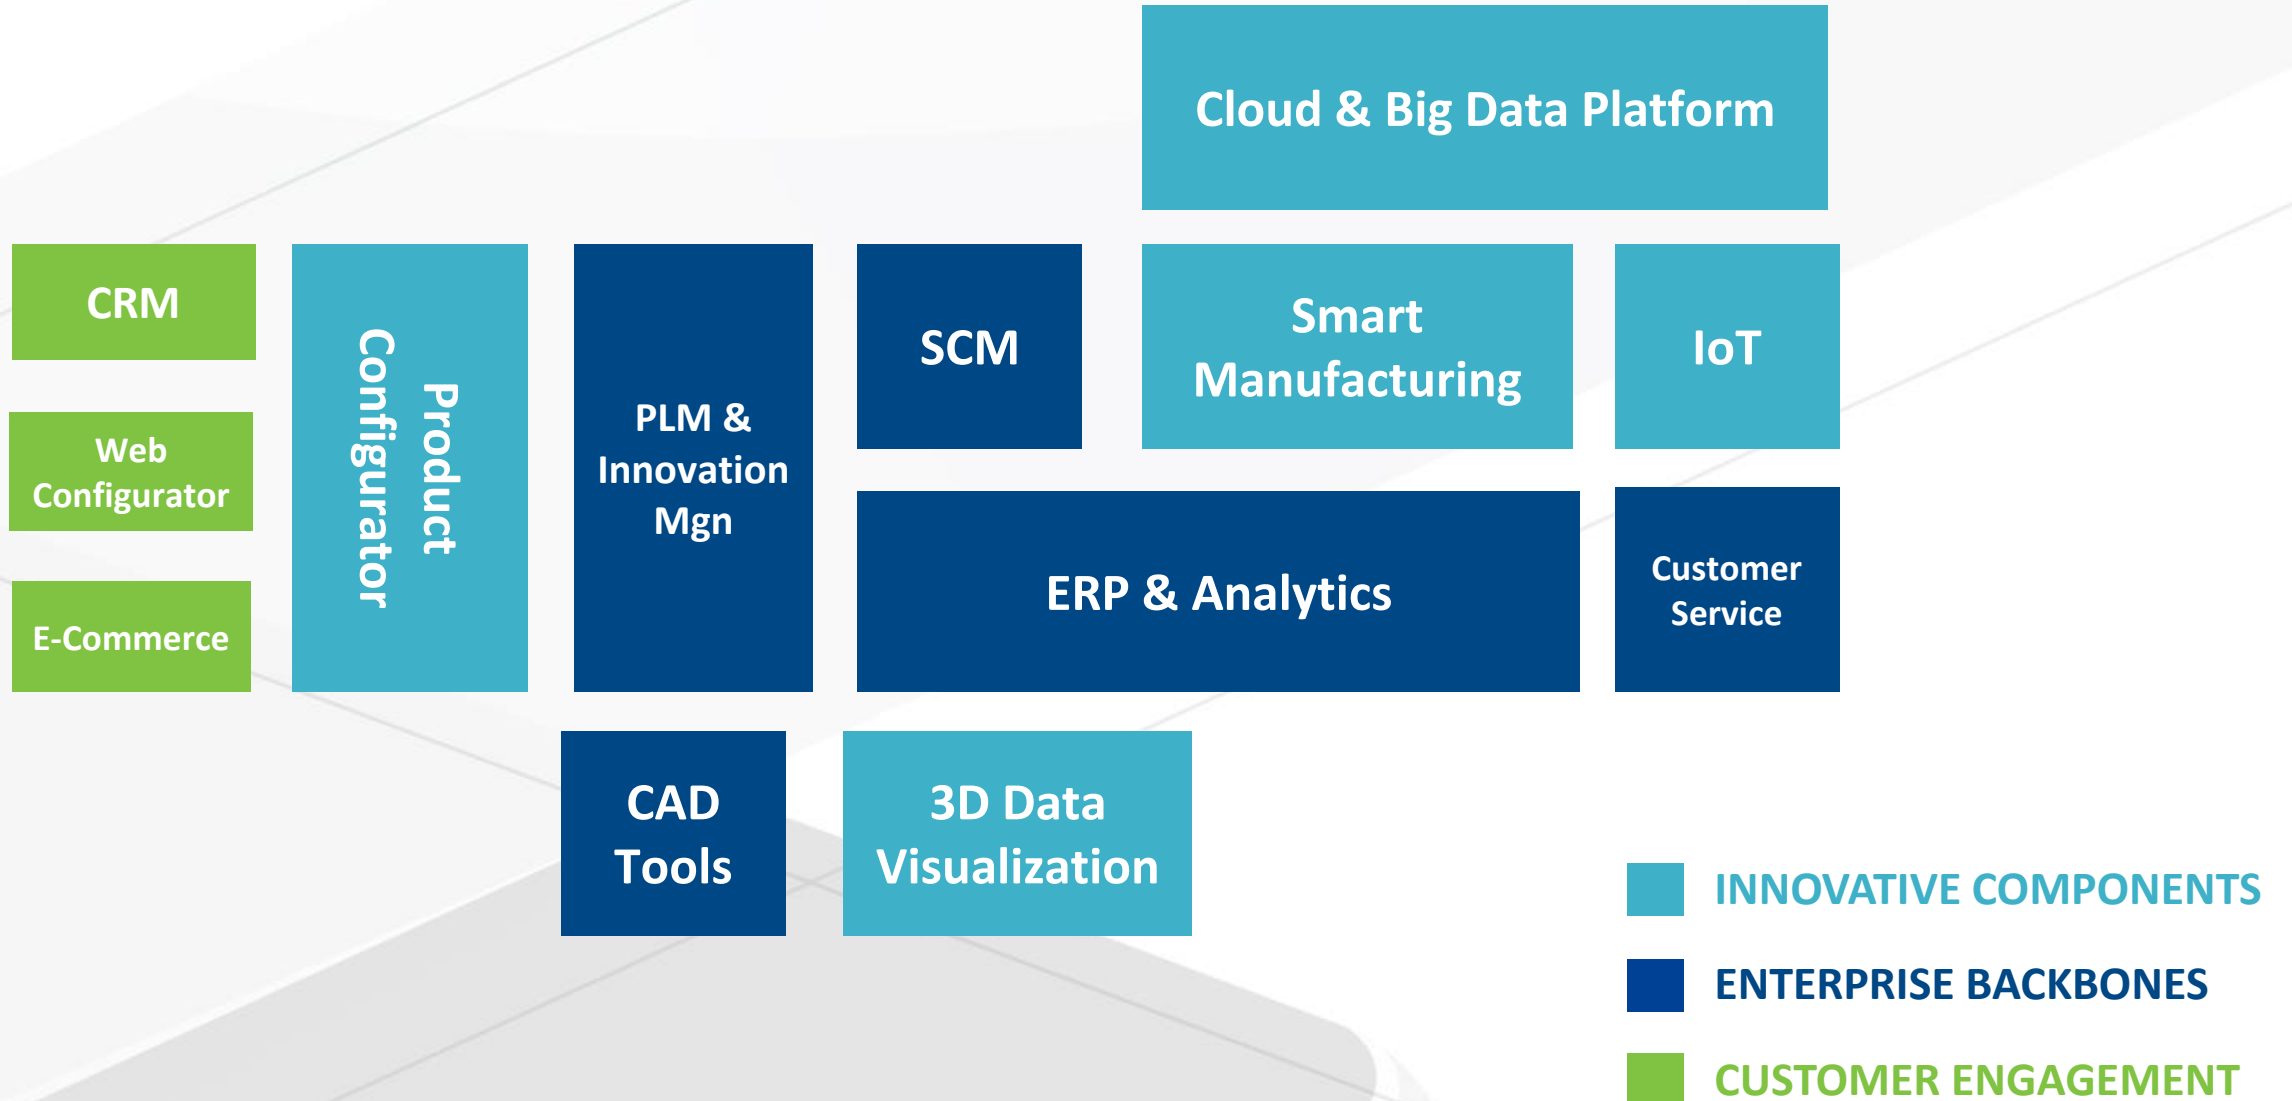 Cloud & Big Data Platform
CRM
Web
Configurator
E-Commerce
Product
Configurator
PLM &
Innovation
Mgn
SCM
Smart
Manufacturing
IoT
ERP & Analytics
Customer
Service
CAD
Tools
3D Data
Visualization
INNOVATIVE COMPONENTS
ENTERPRISE BACKBONES
CUSTOMER ENGAGEMENT